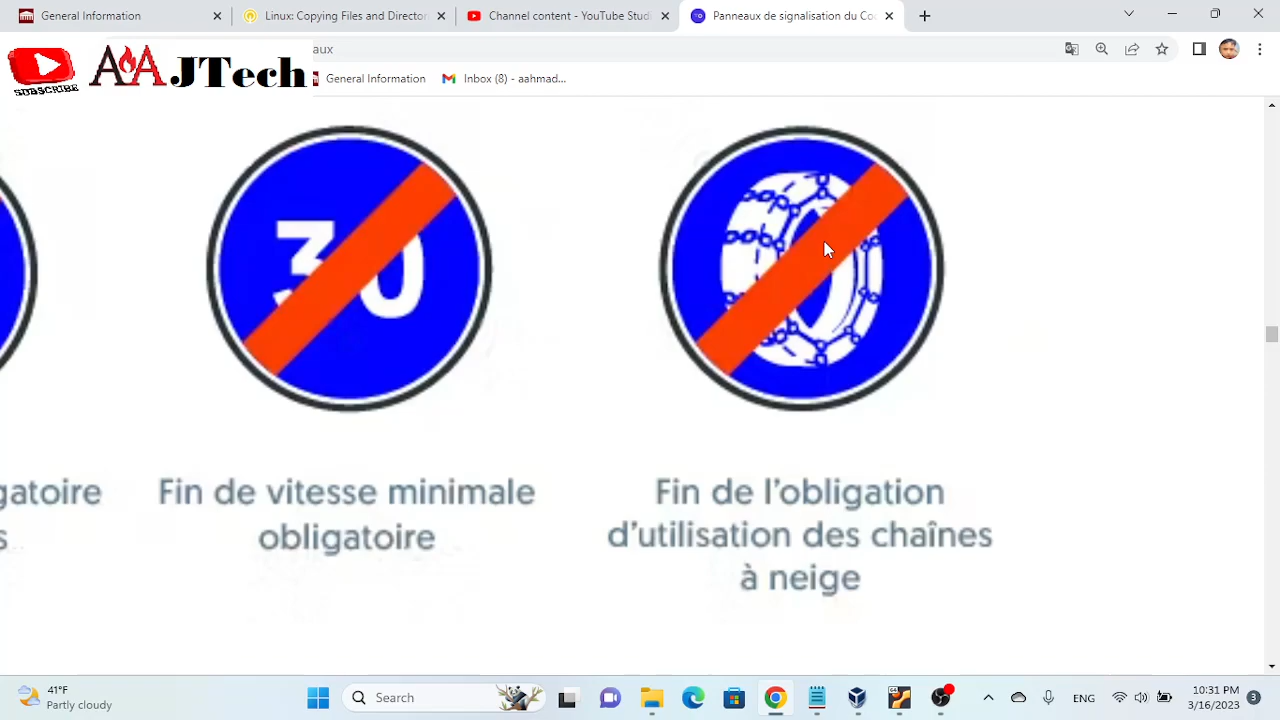 General Information
Linux Copying Files and Directo
Channel content - YouTube Studi
Panneaux de signalisation du Co
aux
SUBSCRIBE
AAAJTech
General Information
Inbox (8) - aahmad...
30
gatoire
s
Fin de vitesse minimale
obligatoire
Fin de l'obligation
d'utilisation des chaînes
à neige
41°F
Partly cloudy
Search
ENG
10:31 PM
3/16/2023
3